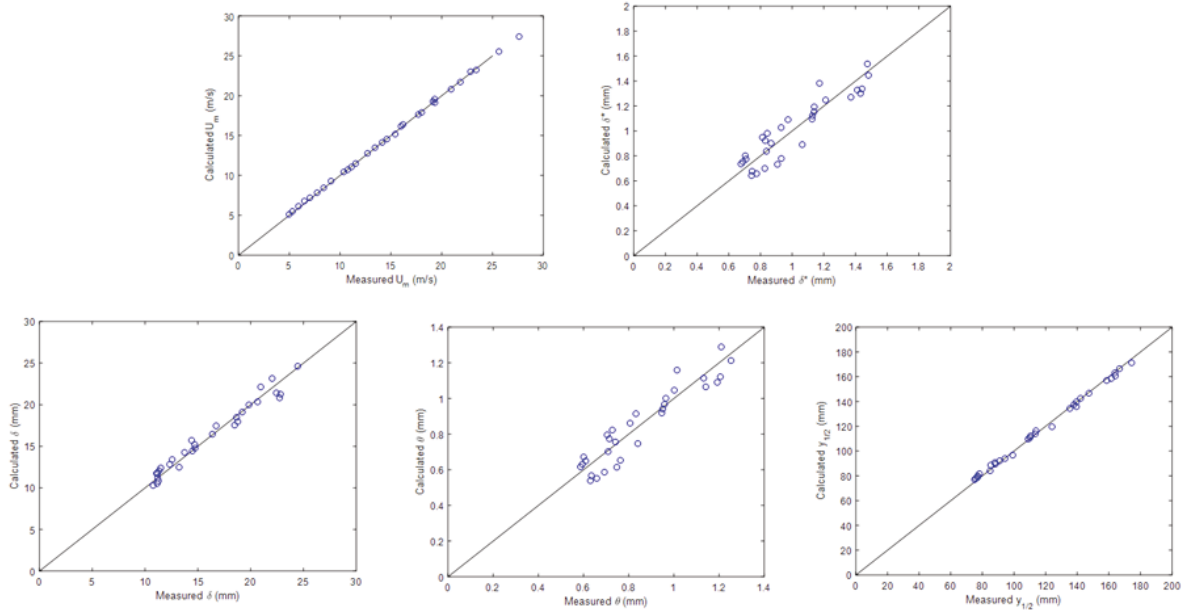 30
25
20
15
10
5
0
Calculated U_m (m/s)
0 5 10 15 20 25 30
Measured U_m (m/s)
2
1.8
1.6
1.4
1.2
1
0.8
0.6
0.4
0.2
0
Calculated δ* (mm)
0 0.2 0.4 0.6 0.8 1 1.2 1.4 1.6 1.8 2
Measured δ* (mm)
30
25
20
15
10
5
0
Calculated δ (mm)
0 5 10 15 20 25 30
Measured δ (mm)
1.4
1.2
1
0.8
0.6
0.4
0.2
0
Calculated θ (mm)
0 0.2 0.4 0.6 0.8 1 1.2 1.4
Measured θ (mm)
200
180
160
140
120
100
80
60
40
20
0
Calculated y_1/2 (mm)
0 20 40 60 80 100 120 140 160 180 200
Measured y_1/2 (mm)